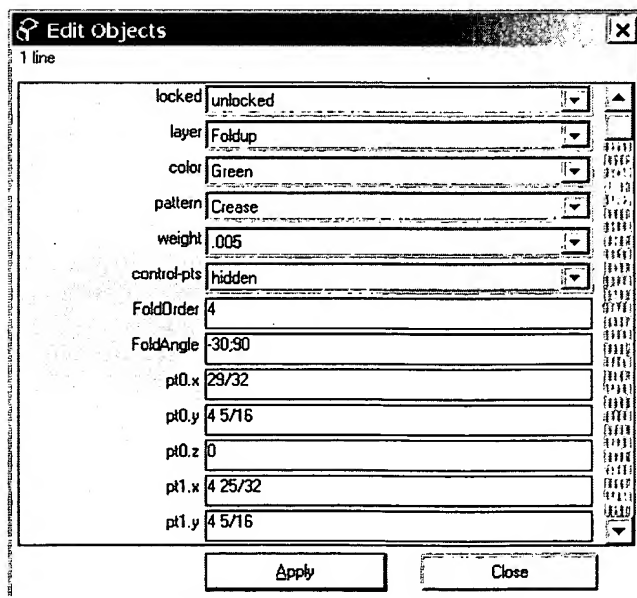 Edit Objects
1 line
locked unlocked
layer Foldup
color Green
pattern Crease
weight .005
control-pts hidden
FoldOrder 4
FoldAngle -30;90
pt0.x 29/32
pt0.y 4 5/16
pt0.z 0
pt1.x 4 25/32
pt1.y 4 5/16
Apply Close